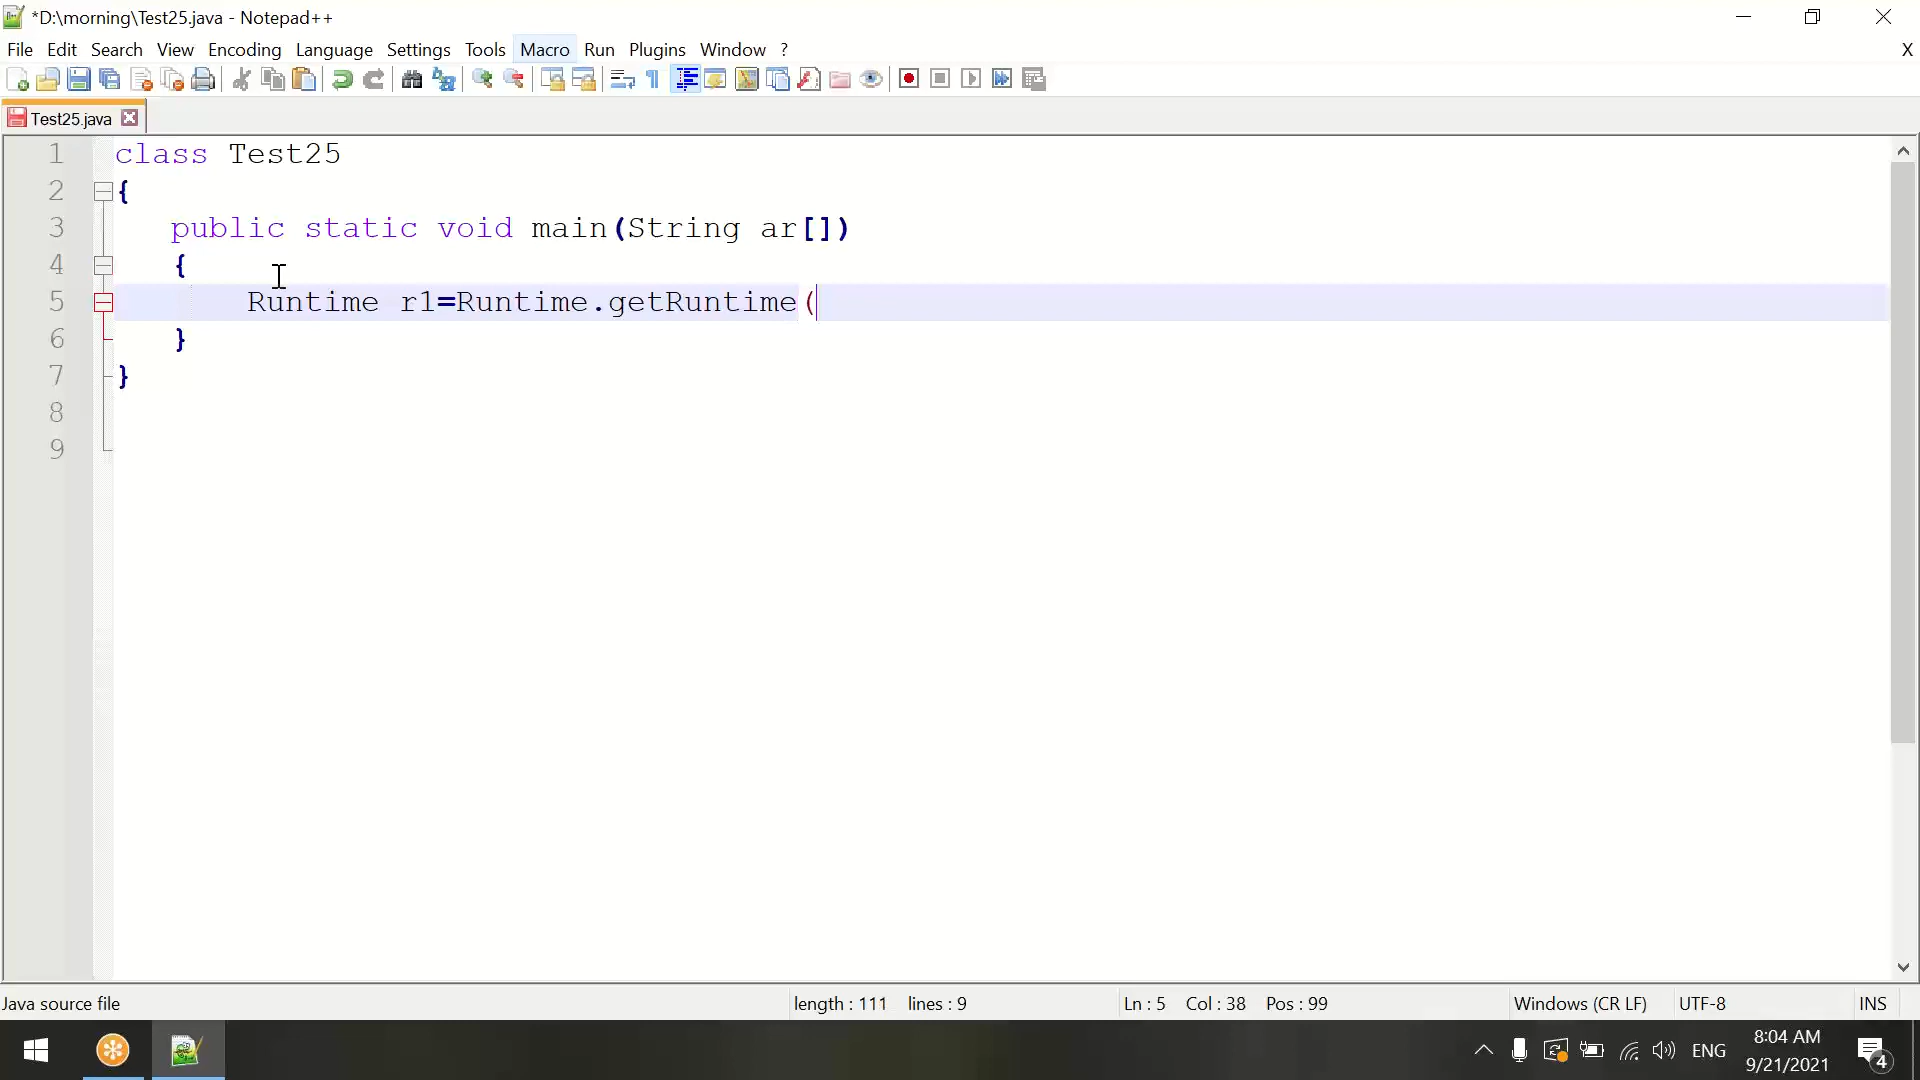 *D:\morning\Test25.java - Notepad++
File Edit Search View Encoding Language Settings Tools Macro Run Plugins Window ? X
Test25.java
1 class Test25
2 {
3 public static void main(String ar[])
4 {
5 Runtime r1=Runtime.getRuntime(
6 }
7 }
8
9
Java source file length : 111 lines : 9 Ln : 5 Col : 38 Pos : 99 Windows (CR LF) UTF-8 INS
ENG 8:04 AM 4
9/21/2021